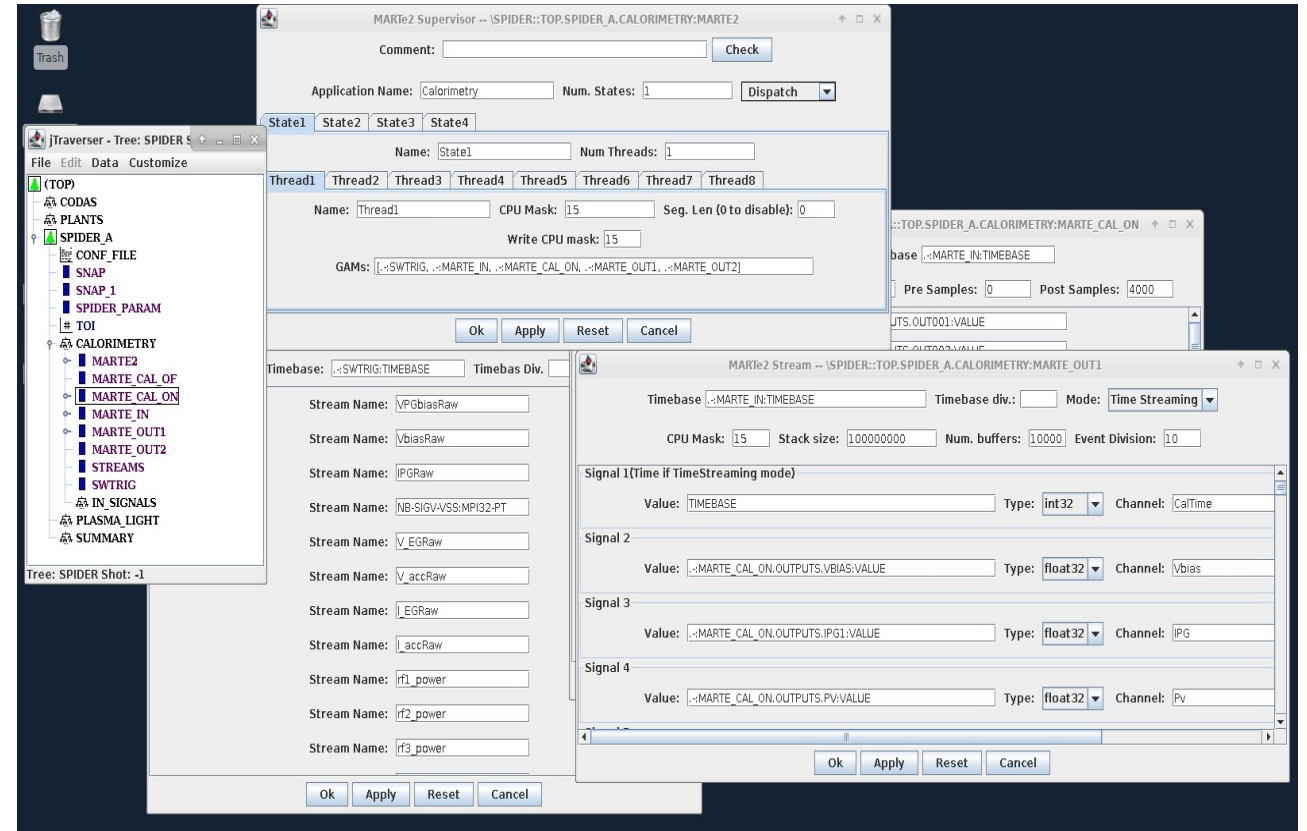 Trash
MARTe2 Supervisor -- \SPIDER::TOP.SPIDER_A.CALORIMETRY:MARTE2
Comment: Check
Application Name: Calorimetry Num. States: 1 Dispatch
State1 State2 State3 State4
Name: State1 Num Threads: 1
Thread1 Thread2 Thread3 Thread4 Thread5 Thread6 Thread7 Thread8
Name: Thread1 CPU Mask: 15 Seg. Len (0 to disable): 0
Write CPU mask: 15
GAMs: [.-:SWTRIG, .-:MARTE_IN, .-:MARTE_CAL_ON, .-:MARTE_OUT1, .-:MARTE_OUT2]
Ok Apply Reset Cancel
jTraverser - Tree: SPIDER S
File Edit Data Customize
(TOP)
CODAS
PLANTS
SPIDER_A
CONF_FILE
SNAP
SNAP_1
SPIDER_PARAM
# TOI
CALORIMETRY
MARTE2
MARTE_CAL_OF
MARTE_CAL_ON
MARTE_IN
MARTE_OUT1
MARTE_OUT2
STREAMS
SWTRIG
IN_SIGNALS
PLASMA_LIGHT
SUMMARY
Tree: SPIDER Shot: -1
::TOP.SPIDER_A.CALORIMETRY:MARTE_CAL_ON
base .-:MARTE_IN:TIMEBASE
Pre Samples: 0 Post Samples: 4000
UTS.OUT001:VALUE
Timebase: .-:SWTRIG:TIMEBASE Timebas Div.
Stream Name: VPGbiasRaw
Stream Name: VbiasRaw
Stream Name: IPGRaw
Stream Name: NB-SIGV-VSS:MPI32-PT
Stream Name: V_EGRaw
Stream Name: V_accRaw
Stream Name: I_EGRaw
Stream Name: I_accRaw
Stream Name: rf1_power
Stream Name: rf2_power
Stream Name: rf3_power
Ok Apply Reset Cancel
MARTe2 Stream -- \SPIDER::TOP.SPIDER_A.CALORIMETRY:MARTE_OUT1
Timebase .-:MARTE_IN:TIMEBASE Timebase div.: Mode: Time Streaming
CPU Mask: 15 Stack size: 100000000 Num. buffers: 10000 Event Division: 10
Signal 1(Time if TimeStreaming mode)
Value: TIMEBASE Type: int32 Channel: CalTime
Signal 2
Value: .-:MARTE_CAL_ON.OUTPUTS.VBIAS:VALUE Type: float32 Channel: Vbias
Signal 3
Value: .-:MARTE_CAL_ON.OUTPUTS.IPG1:VALUE Type: float32 Channel: IPG
Signal 4
Value: .-:MARTE_CAL_ON.OUTPUTS.PV:VALUE Type: float32 Channel: Pv
Ok Apply Reset Cancel